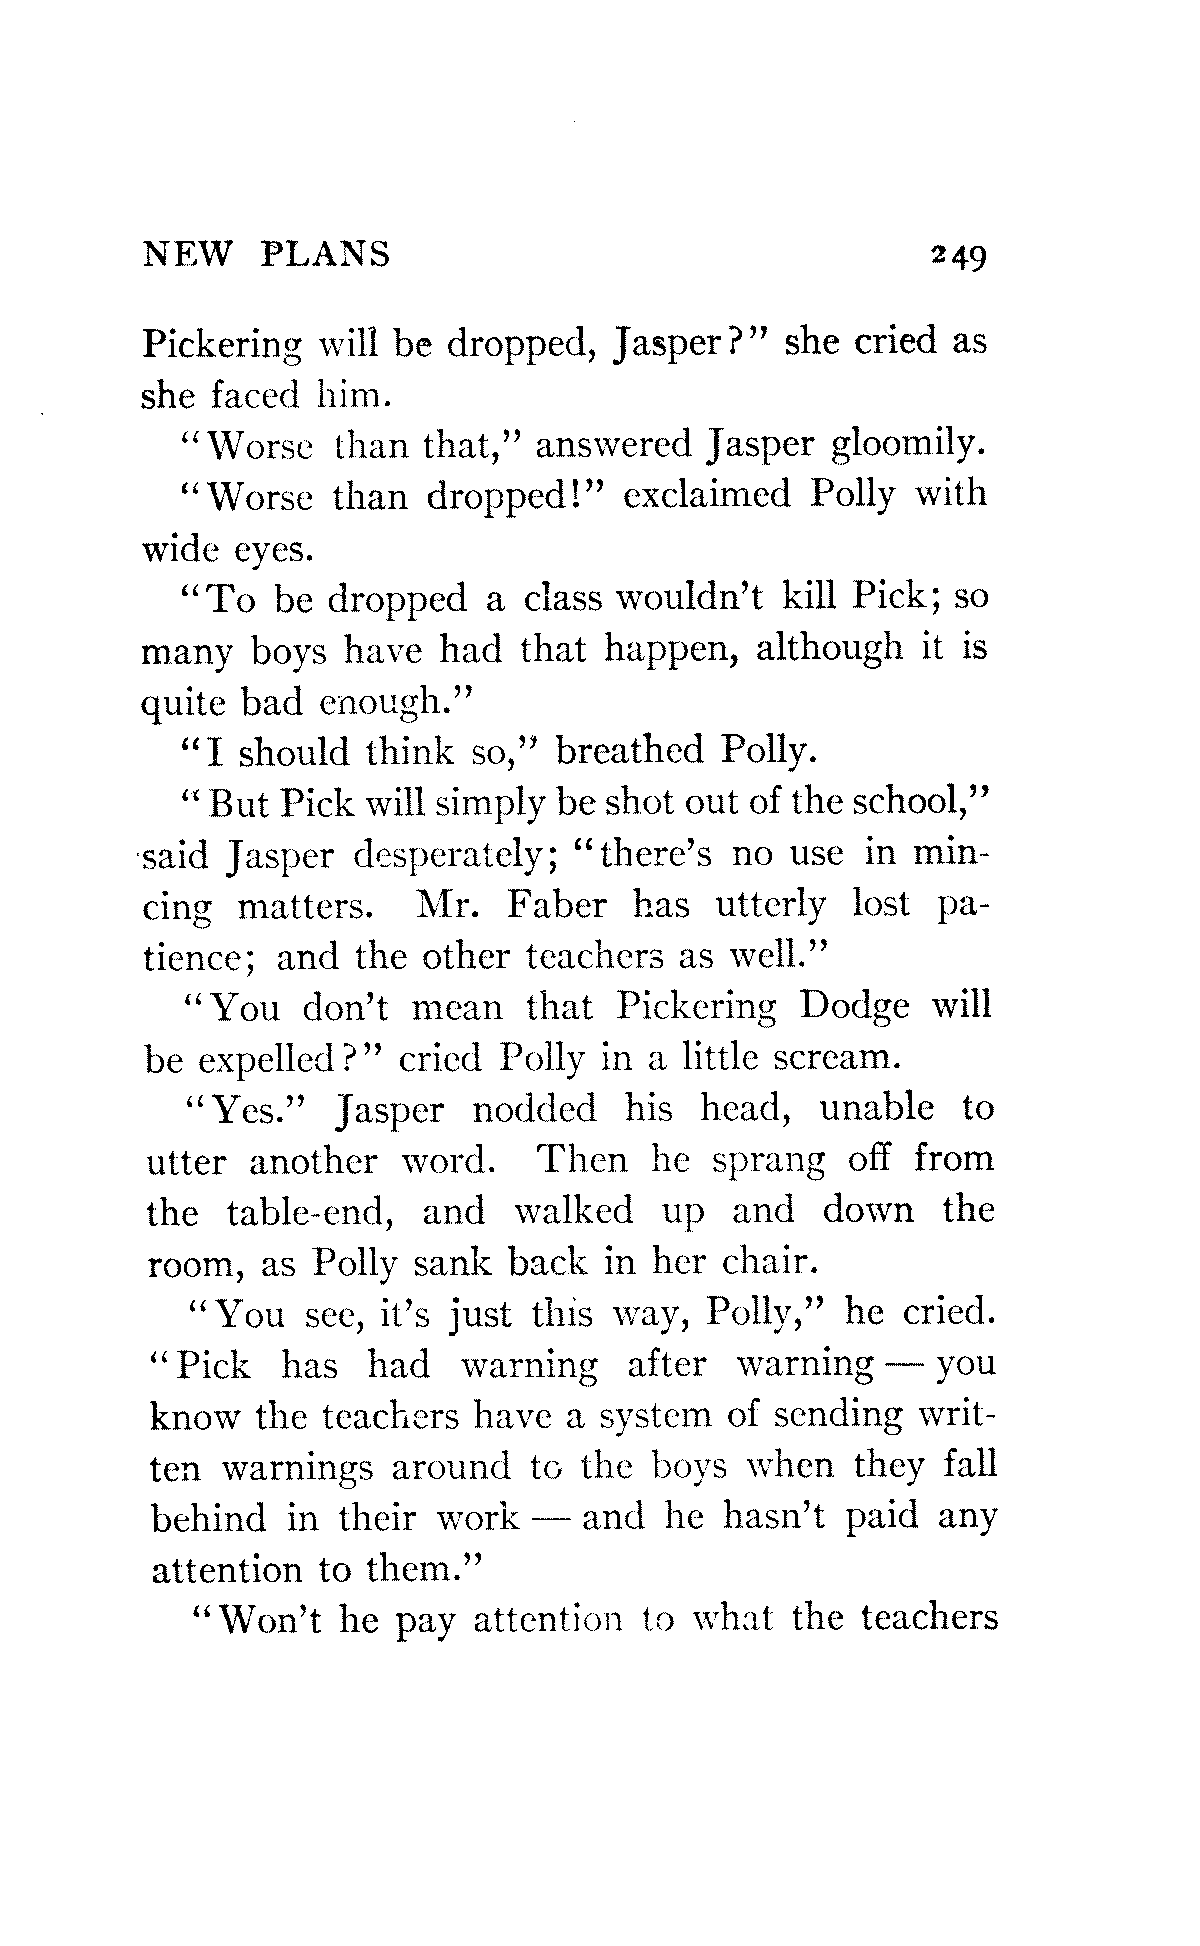 NEW PLANS 249
Pickering will be dropped, Jasper?" she cried as
she faced him.
"Worse than that," answered Jasper gloomily.
"Worse than dropped!" exclaimed Polly with
wide eyes.
"To be dropped a class wouldn't kill Pick; so
many boys have had that happen, although it is
quite bad enough."
"I should think so," breathed Polly.
"But Pick will simply be shot out of the school,"
said Jasper desperately; "there's no use in min-
cing matters. Mr. Faber has utterly lost pa-
tience; and the other teachers as well."
"You don't mean that Pickering Dodge will
be expelled?" cried Polly in a little scream.
"Yes." Jasper nodded his head, unable to
utter another word. Then he sprang off from
the table-end, and walked up and down the
room, as Polly sank back in her chair.
"You see, it's just this way, Polly," he cried.
"Pick has had warning after warning — you
know the teachers have a system of sending writ-
ten warnings around to the boys when they fall
behind in their work — and he hasn't paid any
attention to them."
"Won't he pay attention to what the teachers